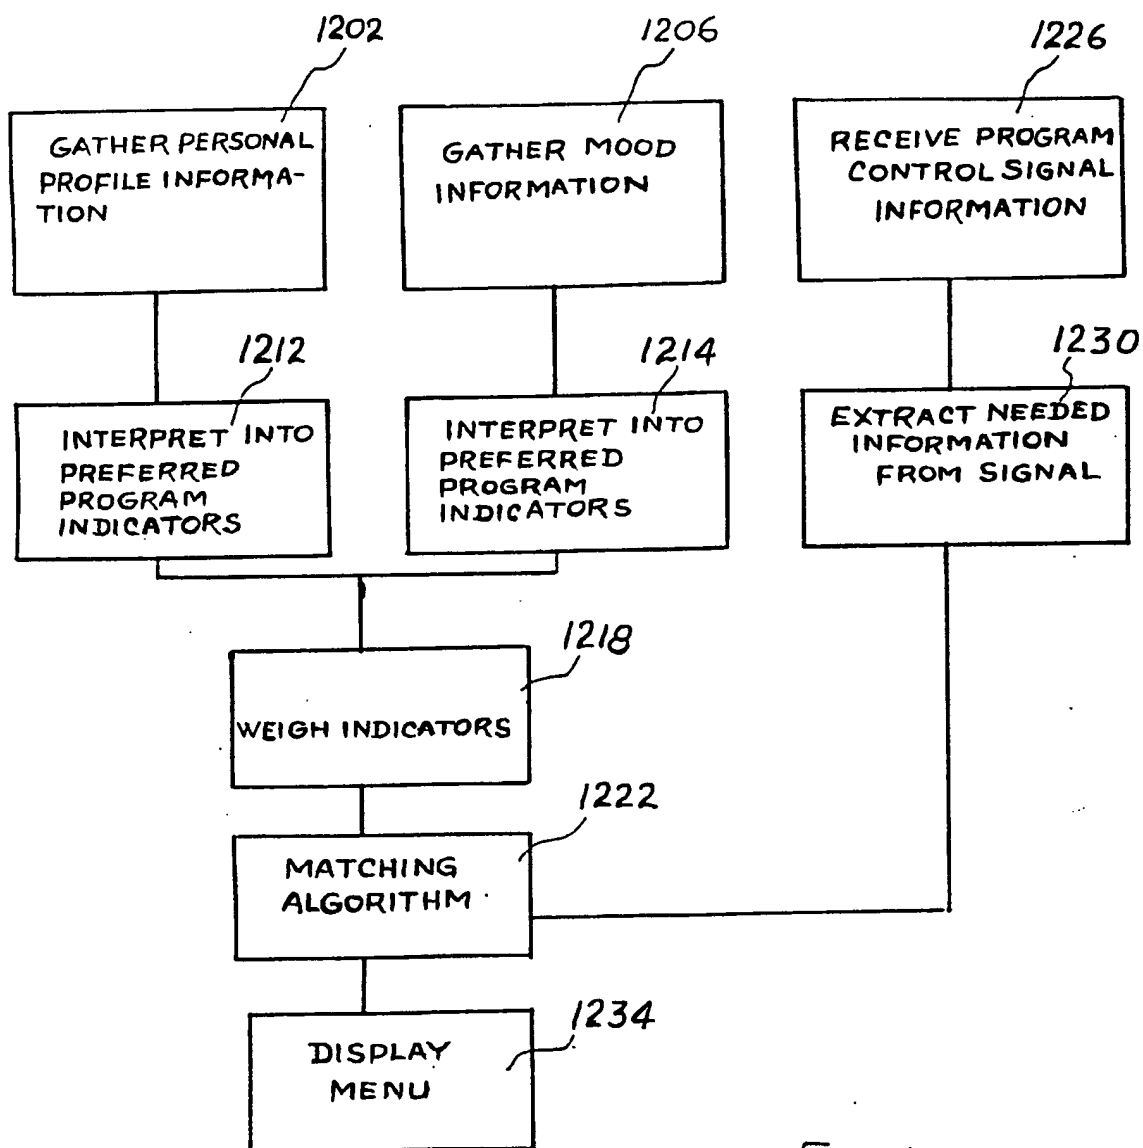 1202
GATHER PERSONAL
PROFILE INFORMA-
TION
1206
GATHER MOOD
INFORMATION
1226
RECEIVE PROGRAM
CONTROL SIGNAL
INFORMATION
1212
INTERPRET INTO
PREFERRED
PROGRAM
INDICATORS
1214
INTERPRET INTO
PREFERRED
PROGRAM
INDICATORS
1230
EXTRACT NEEDED
INFORMATION
FROM SIGNAL
1218
WEIGH INDICATORS
1222
MATCHING
ALGORITHM
1234
DISPLAY
MENU